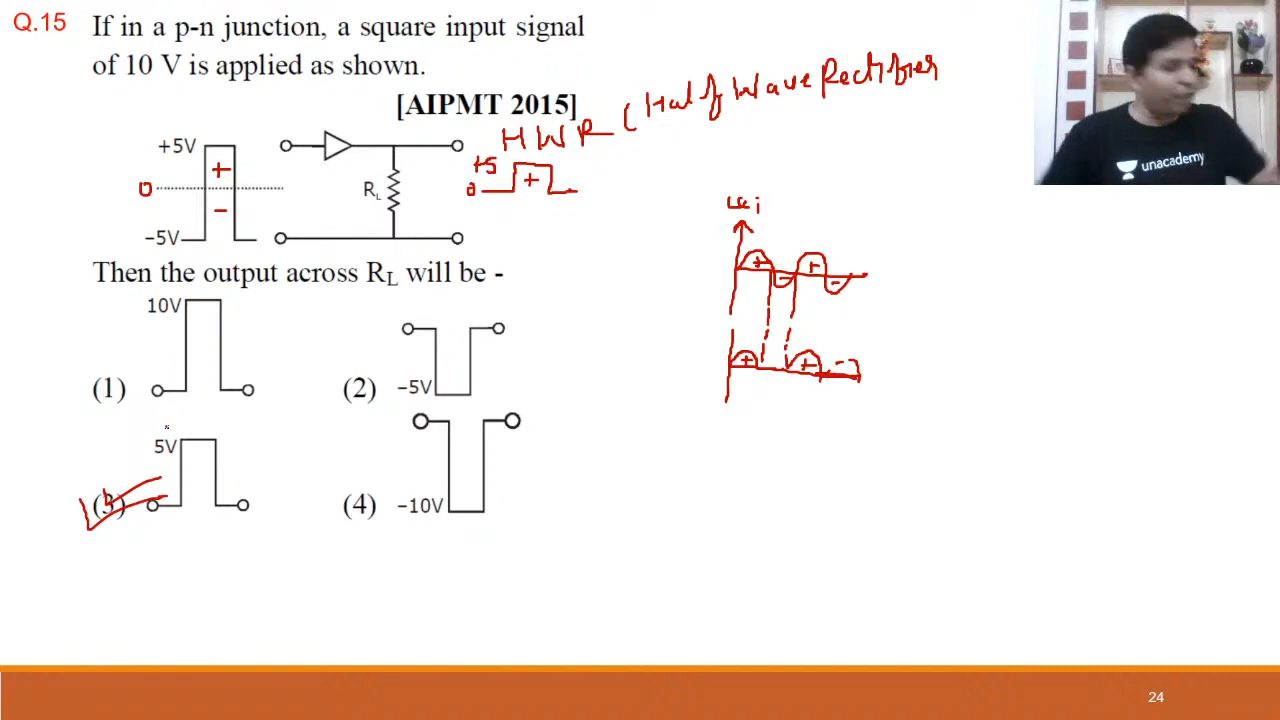 Q.15 If in a p-n junction, a square input signal
of 10 V is applied as shown.
[AIPMT 2015]
HWR (Half Wave Rectifier
+5V
+
0
−
−5V
R_L
+5
0
+
unacademy
Then the output across R_L will be -
(1) 10V
(2) −5V
(3) 5V
(4) −10V
+ − + −
+ + −
24